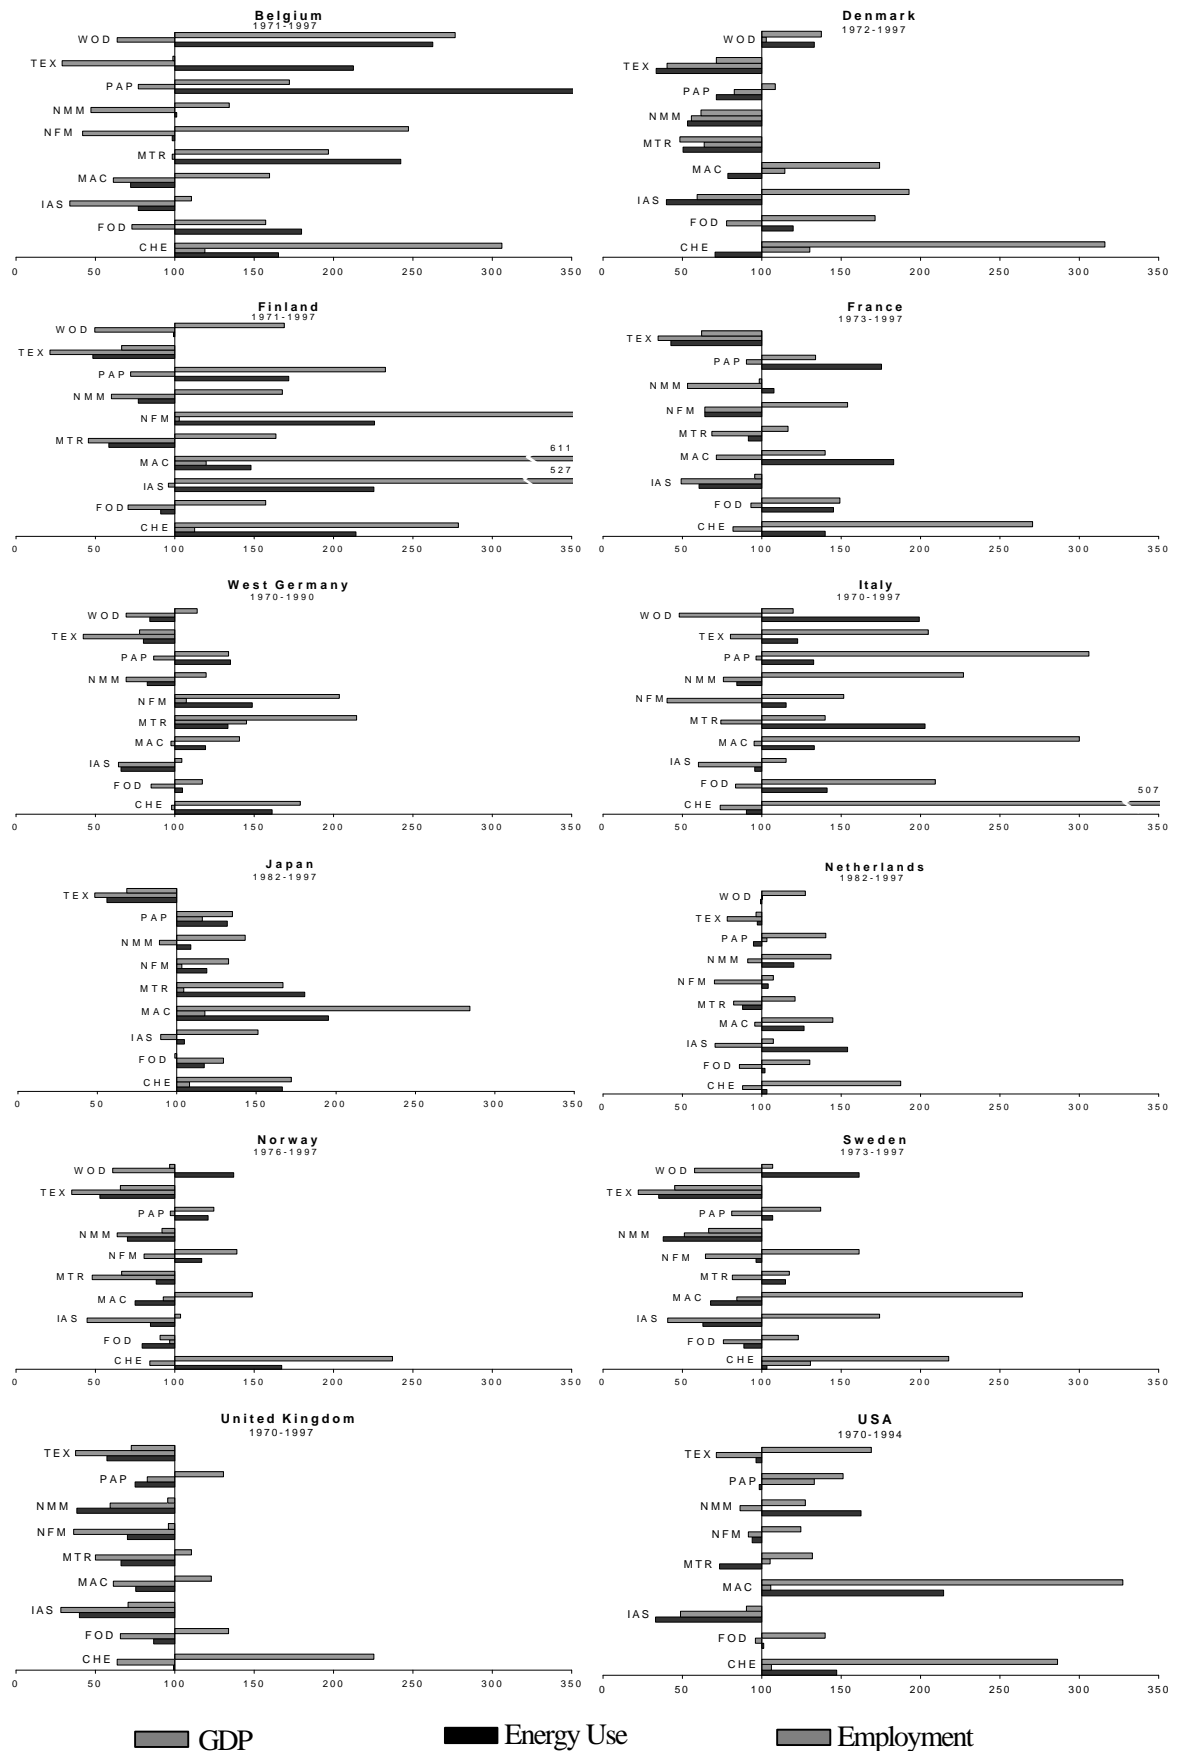 Belgium
1971-1997
WOD
TEX
PAP
NMM
NFM
MTR
MAC
IAS
FOD
CHE
0 50 100 150 200 250 300 350
Denmark
1972-1997
WOD
TEX
PAP
NMM
MTR
MAC
IAS
FOD
CHE
0 50 100 150 200 250 300 350
Finland
1971-1997
WOD
TEX
PAP
NMM
NFM
MTR
611
MAC
527
IAS
FOD
CHE
0 50 100 150 200 250 300 350
France
1973-1997
TEX
PAP
NMM
NFM
MTR
MAC
IAS
FOD
CHE
0 50 100 150 200 250 300 350
West Germany
1970-1990
WOD
TEX
PAP
NMM
NFM
MTR
MAC
IAS
FOD
CHE
0 50 100 150 200 250 300 350
Italy
1970-1997
WOD
TEX
PAP
NMM
NFM
MTR
MAC
IAS
FOD
507
CHE
0 50 100 150 200 250 300 350
Japan
1982-1997
TEX
PAP
NMM
NFM
MTR
MAC
IAS
FOD
CHE
0 50 100 150 200 250 300 350
Netherlands
1982-1997
WOD
TEX
PAP
NMM
NFM
MTR
MAC
IAS
FOD
CHE
0 50 100 150 200 250 300 350
Norway
1976-1997
WOD
TEX
PAP
NMM
NFM
MTR
MAC
IAS
FOD
CHE
0 50 100 150 200 250 300 350
Sweden
1973-1997
WOD
TEX
PAP
NMM
NFM
MTR
MAC
IAS
FOD
CHE
0 50 100 150 200 250 300 350
United Kingdom
1970-1997
TEX
PAP
NMM
NFM
MTR
MAC
IAS
FOD
CHE
0 50 100 150 200 250 300 350
USA
1970-1994
TEX
PAP
NMM
NFM
MTR
MAC
IAS
FOD
CHE
0 50 100 150 200 250 300 350
GDP Energy Use Employment